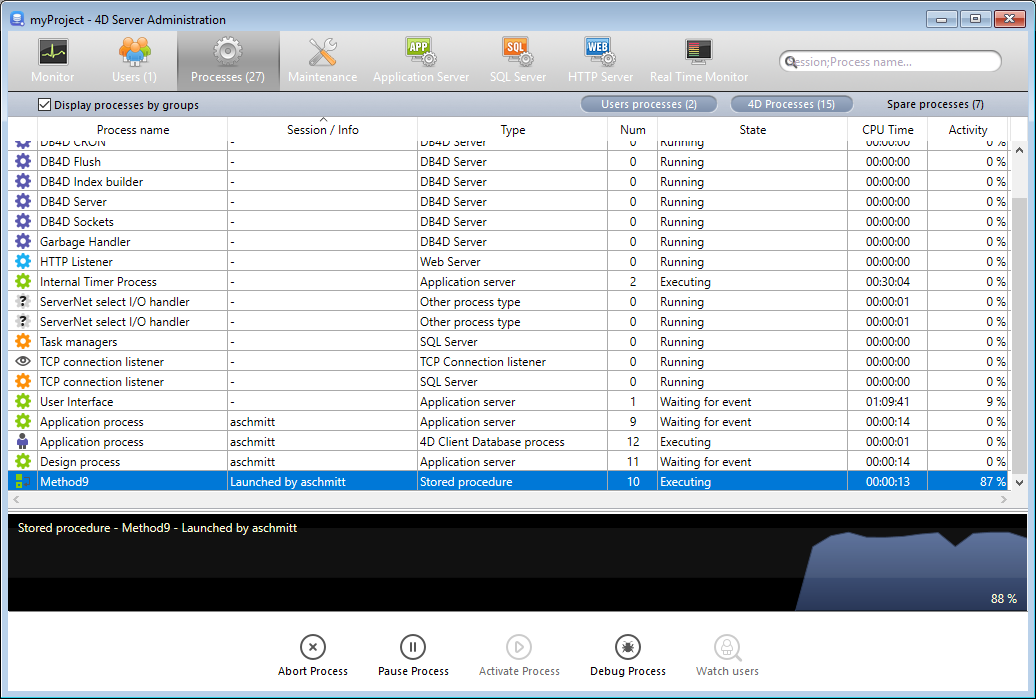 myProject - 4D Server Administration
Monitor Users (1) Processes (27) Maintenance Application Server SQL Server HTTP Server Real Time Monitor
APP SQL WEB
Session;Process name...
Display processes by groups Users processes (2) 4D Processes (15) Spare processes (7)
Process name Session / Info Type Num State CPU Time Activity
DB4D CRON - DB4D Server 0 Running 00:00:00 0 %
DB4D Flush - DB4D Server 0 Running 00:00:00 0 %
DB4D Index builder - DB4D Server 0 Running 00:00:00 0 %
DB4D Server - DB4D Server 0 Running 00:00:00 0 %
DB4D Sockets - DB4D Server 0 Running 00:00:00 0 %
Garbage Handler - DB4D Server 0 Running 00:00:00 0 %
HTTP Listener - Web Server 0 Running 00:00:00 0 %
Internal Timer Process - Application server 2 Executing 00:30:04 0 %
? ServerNet select I/O handler - Other process type 0 Running 00:00:01 0 %
? ServerNet select I/O handler - Other process type 0 Running 00:00:01 0 %
Task managers - SQL Server 0 Running 00:00:00 0 %
TCP connection listener - TCP Connection listener 0 Running 00:00:00 0 %
TCP connection listener - SQL Server 0 Running 00:00:00 0 %
User Interface - Application server 1 Waiting for event 01:09:41 9 %
Application process aschmitt Application server 9 Waiting for event 00:00:14 0 %
Application process aschmitt 4D Client Database process 12 Executing 00:00:01 0 %
Design process aschmitt Application server 11 Waiting for event 00:00:14 0 %
Method9 Launched by aschmitt Stored procedure 10 Executing 00:00:13 87 %
Stored procedure - Method9 - Launched by aschmitt
88 %
Abort Process Pause Process Activate Process Debug Process Watch users